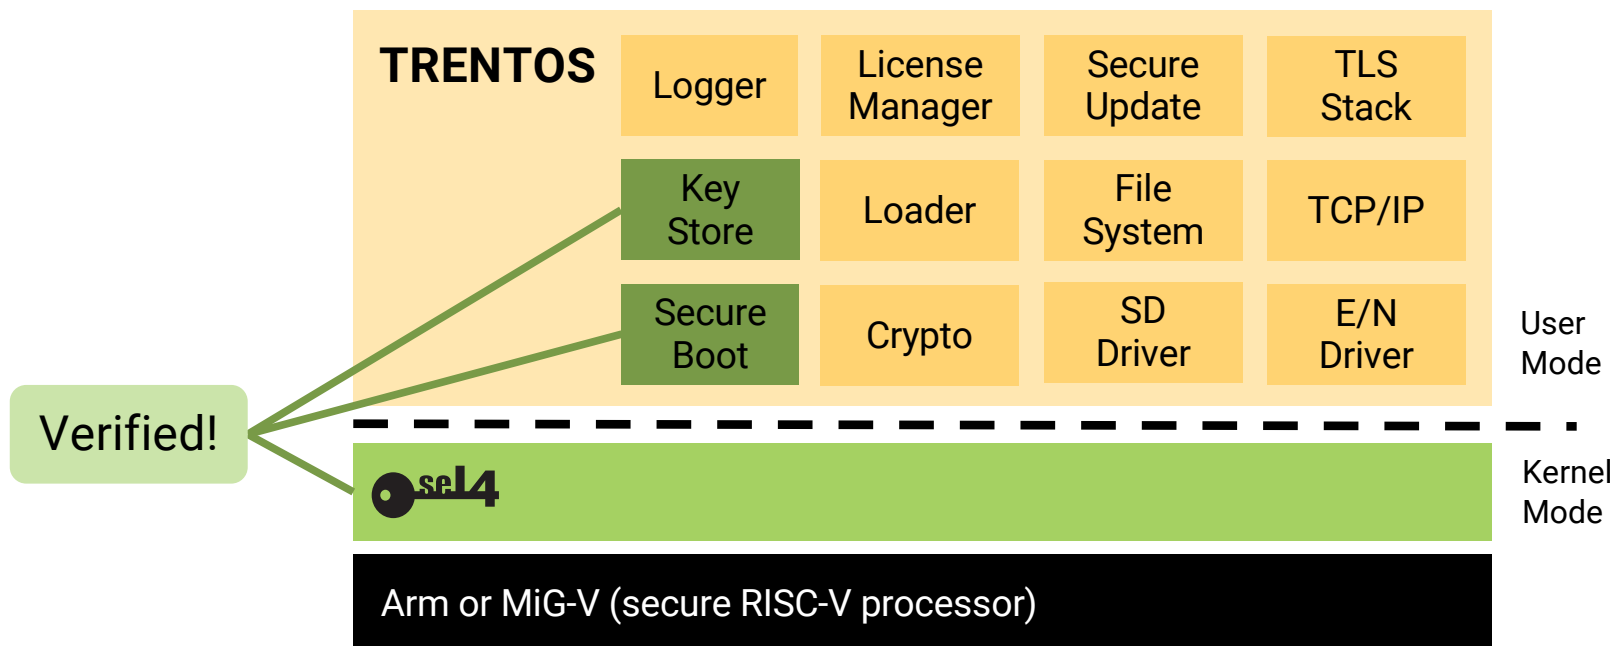 TRENTOS
Logger
License
Manager
Secure
Update
TLS
Stack
Key
Store
Loader
File
System
TCP/IP
Secure
Boot
Crypto
SD
Driver
E/N
Driver
User
Mode
Verified!
seL4
Kernel
Mode
Arm or MiG-V (secure RISC-V processor)